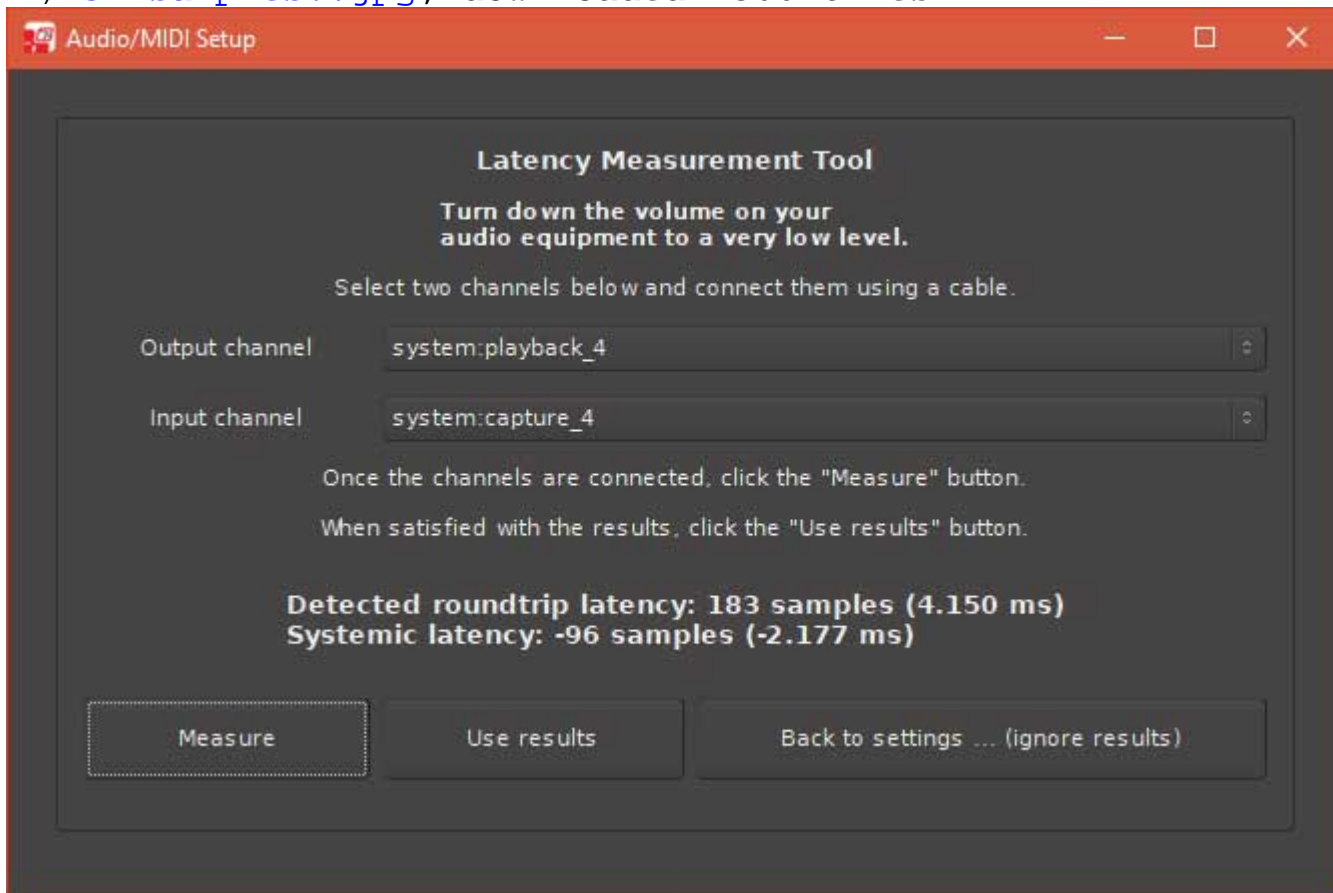 Audio/MIDI Setup
Latency Measurement Tool
Turn down the volume on your
audio equipment to a very low level.
Select two channels below and connect them using a cable.
Output channel system:playback_4
Input channel system:capture_4
Once the channels are connected, click the "Measure" button.
When satisfied with the results, click the "Use results" button.
Detected roundtrip latency: 183 samples (4.150 ms)
Systemic latency: -96 samples (-2.177 ms)
Measure Use results Back to settings ... (ignore results)